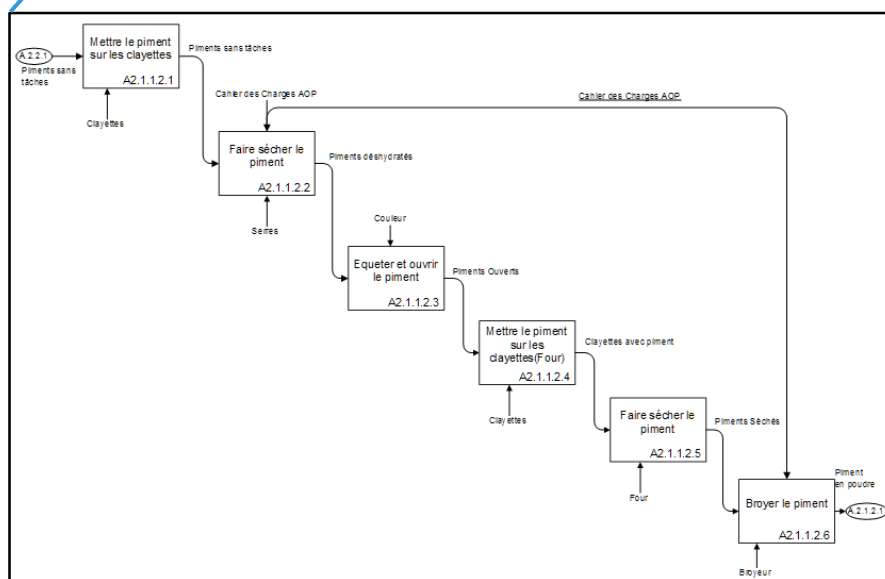 Mettre le piment
sur les clayettes
A2.1.1.2.1
A.2.2.1
Piments sans
tâches
Piments sans tâches
Clayettes
Cahier des Charges AOP
Cahier des Charges AOP
Faire sécher le
piment
A2.1.1.2.2
Piments déshydratés
Serres
Couleur
Equeter et ouvrir
le piment
A2.1.1.2.3
Piments Ouverts
Mettre le piment
sur les
clayettes(Four)
A2.1.1.2.4
Clayettes avec piment
Clayettes
Faire sécher le
piment
A2.1.1.2.5
Piments Séchés
Four
Piment
en poudre
Broyer le piment
A2.1.1.2.6
A.2.1.2.1
Broyeur